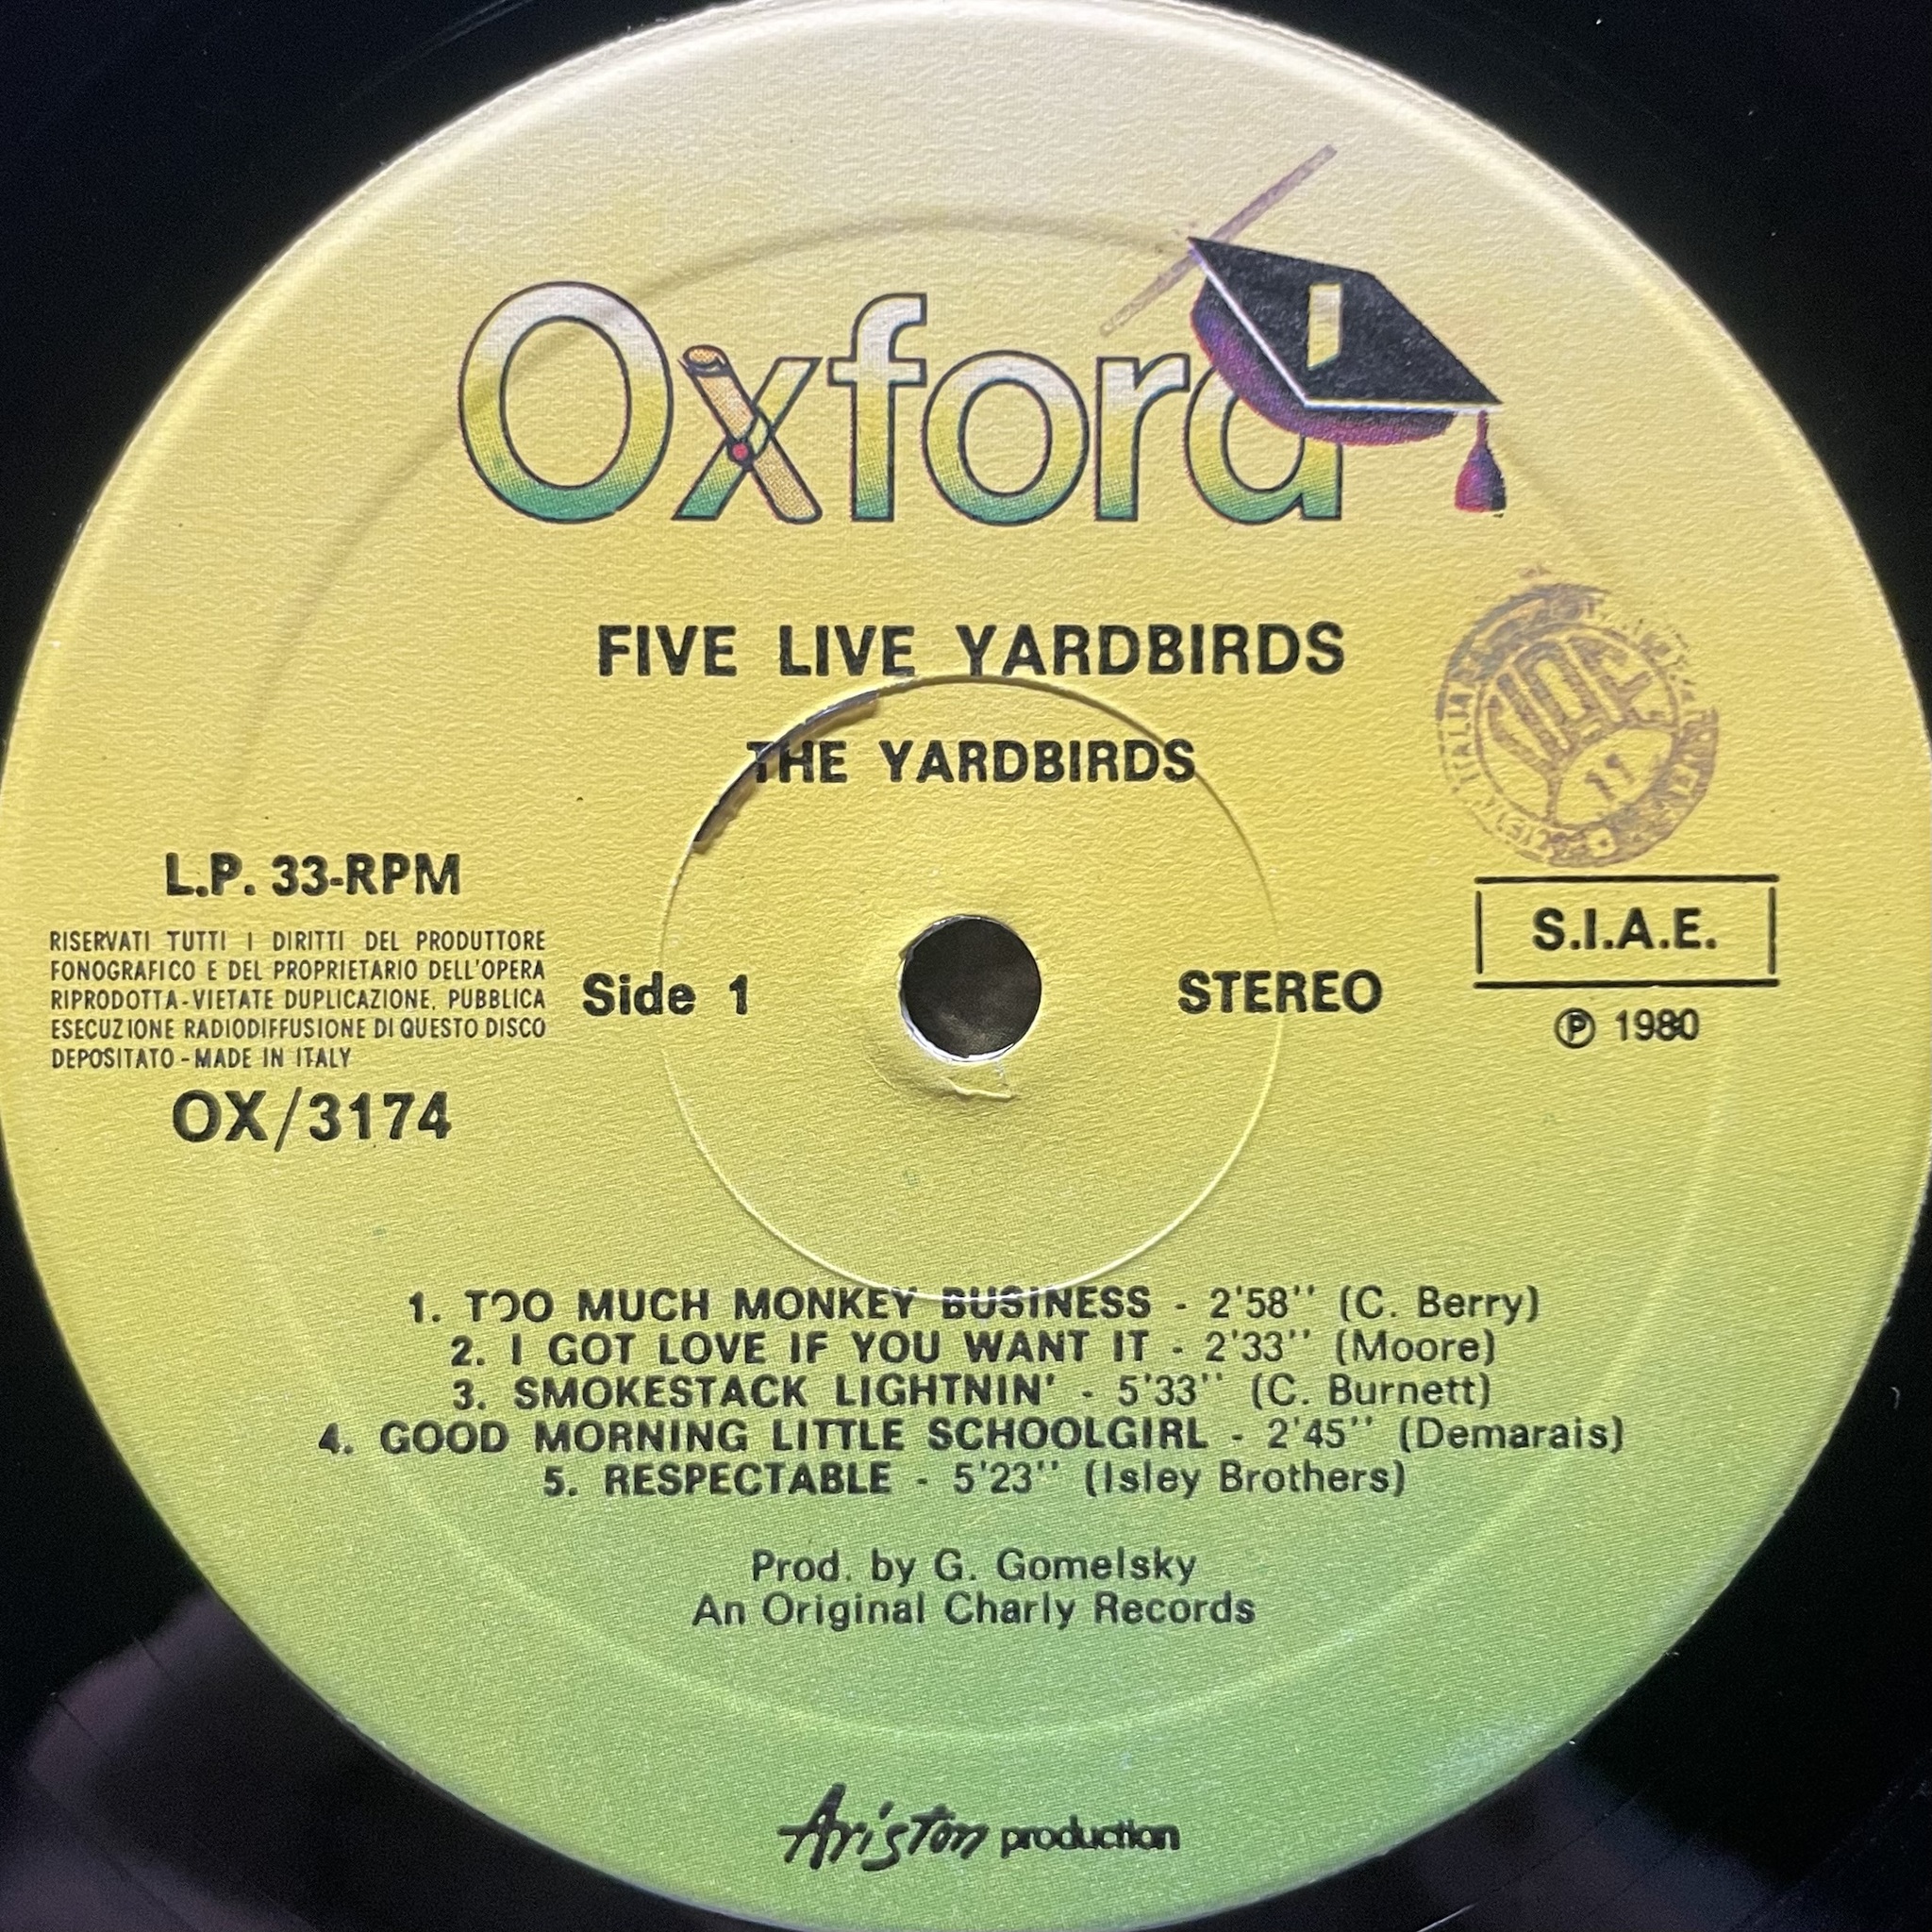 Oxford
FIVE LIVE YARDBIRDS
THE YARDBIRDS
SIAE
11
L.P. 33-RPM
RISERVATI TUTTI I DIRITTI DEL PRODUTTORE
FONOGRAFICO E DEL PROPRIETARIO DELL'OPERA
RIPRODOTTA-VIETATE DUPLICAZIONE. PUBBLICA
ESECUZIONE RADIODIFFUSIONE DI QUESTO DISCO
DEPOSITATO - MADE IN ITALY
OX/3174
Side 1
STEREO
S.I.A.E.
℗ 1980
1. TOO MUCH MONKEY BUSINESS - 2'58'' (C. Berry)
2. I GOT LOVE IF YOU WANT IT - 2'33'' (Moore)
3. SMOKESTACK LIGHTNIN' - 5'33'' (C. Burnett)
4. GOOD MORNING LITTLE SCHOOLGIRL - 2'45'' (Demarais)
5. RESPECTABLE - 5'23'' (Isley Brothers)
Prod. by G. Gomelsky
An Original Charly Records
Ariston production